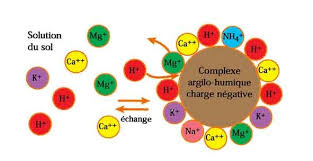 Solution
du sol
Mg⁺
Ca⁺⁺
H⁺
K⁺
H⁺
K⁺
H⁺
Ca⁺⁺
échange
Complexe
argilo-humique
charge négative
Ca⁺⁺
NH₄⁺
H⁺
Ca⁺⁺
H⁺
H⁺
Mg⁺
Ca⁺⁺
Na⁺
K⁺
H⁺
H⁺
Mg⁺